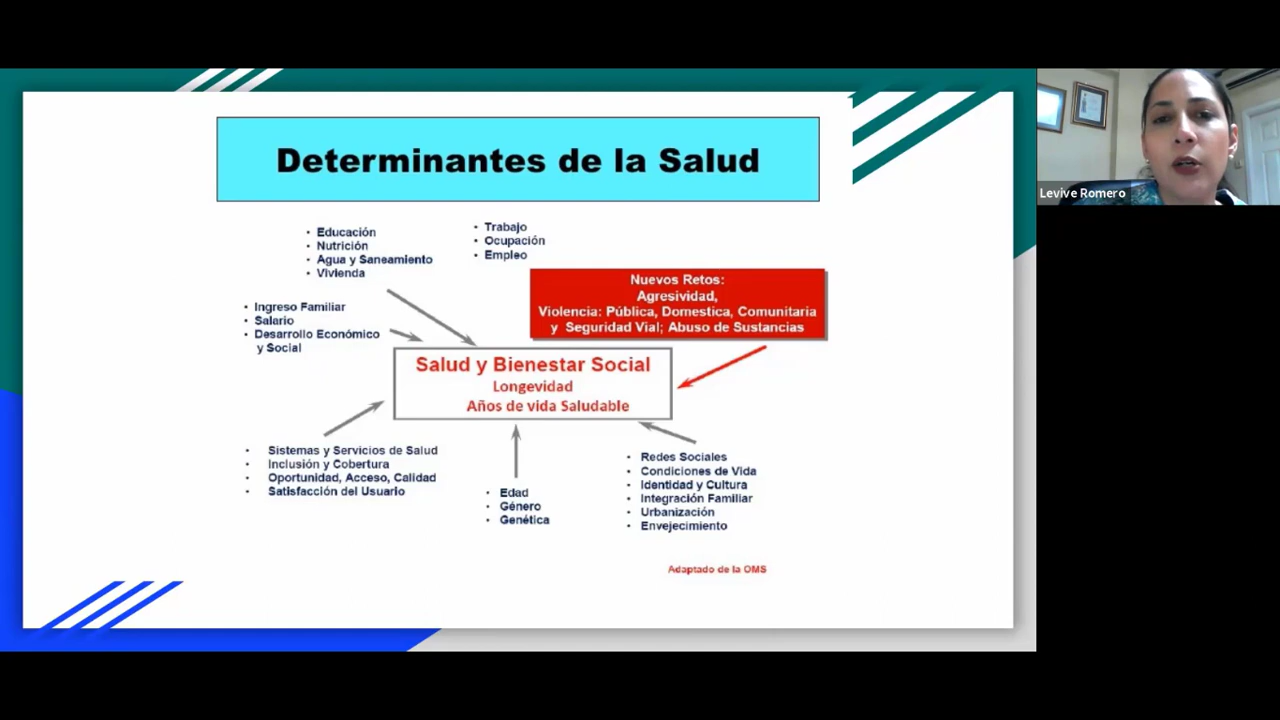 Determinantes de la Salud
• Educación
• Nutrición
• Agua y Saneamiento
• Vivienda
• Trabajo
• Ocupación
• Empleo
Nuevos Retos:
Agresividad,
Violencia: Pública, Domestica, Comunitaria
y Seguridad Vial; Abuso de Sustancias
• Ingreso Familiar
• Salario
• Desarrollo Económico
y Social
Salud y Bienestar Social
Longevidad
Años de vida Saludable
• Sistemas y Servicios de Salud
• Inclusión y Cobertura
• Oportunidad, Acceso, Calidad
• Satisfacción del Usuario
• Edad
• Género
• Genética
• Redes Sociales
• Condiciones de Vida
• Identidad y Cultura
• Integración Familiar
• Urbanización
• Envejecimiento
Adaptado de la OMS
Levive Romero